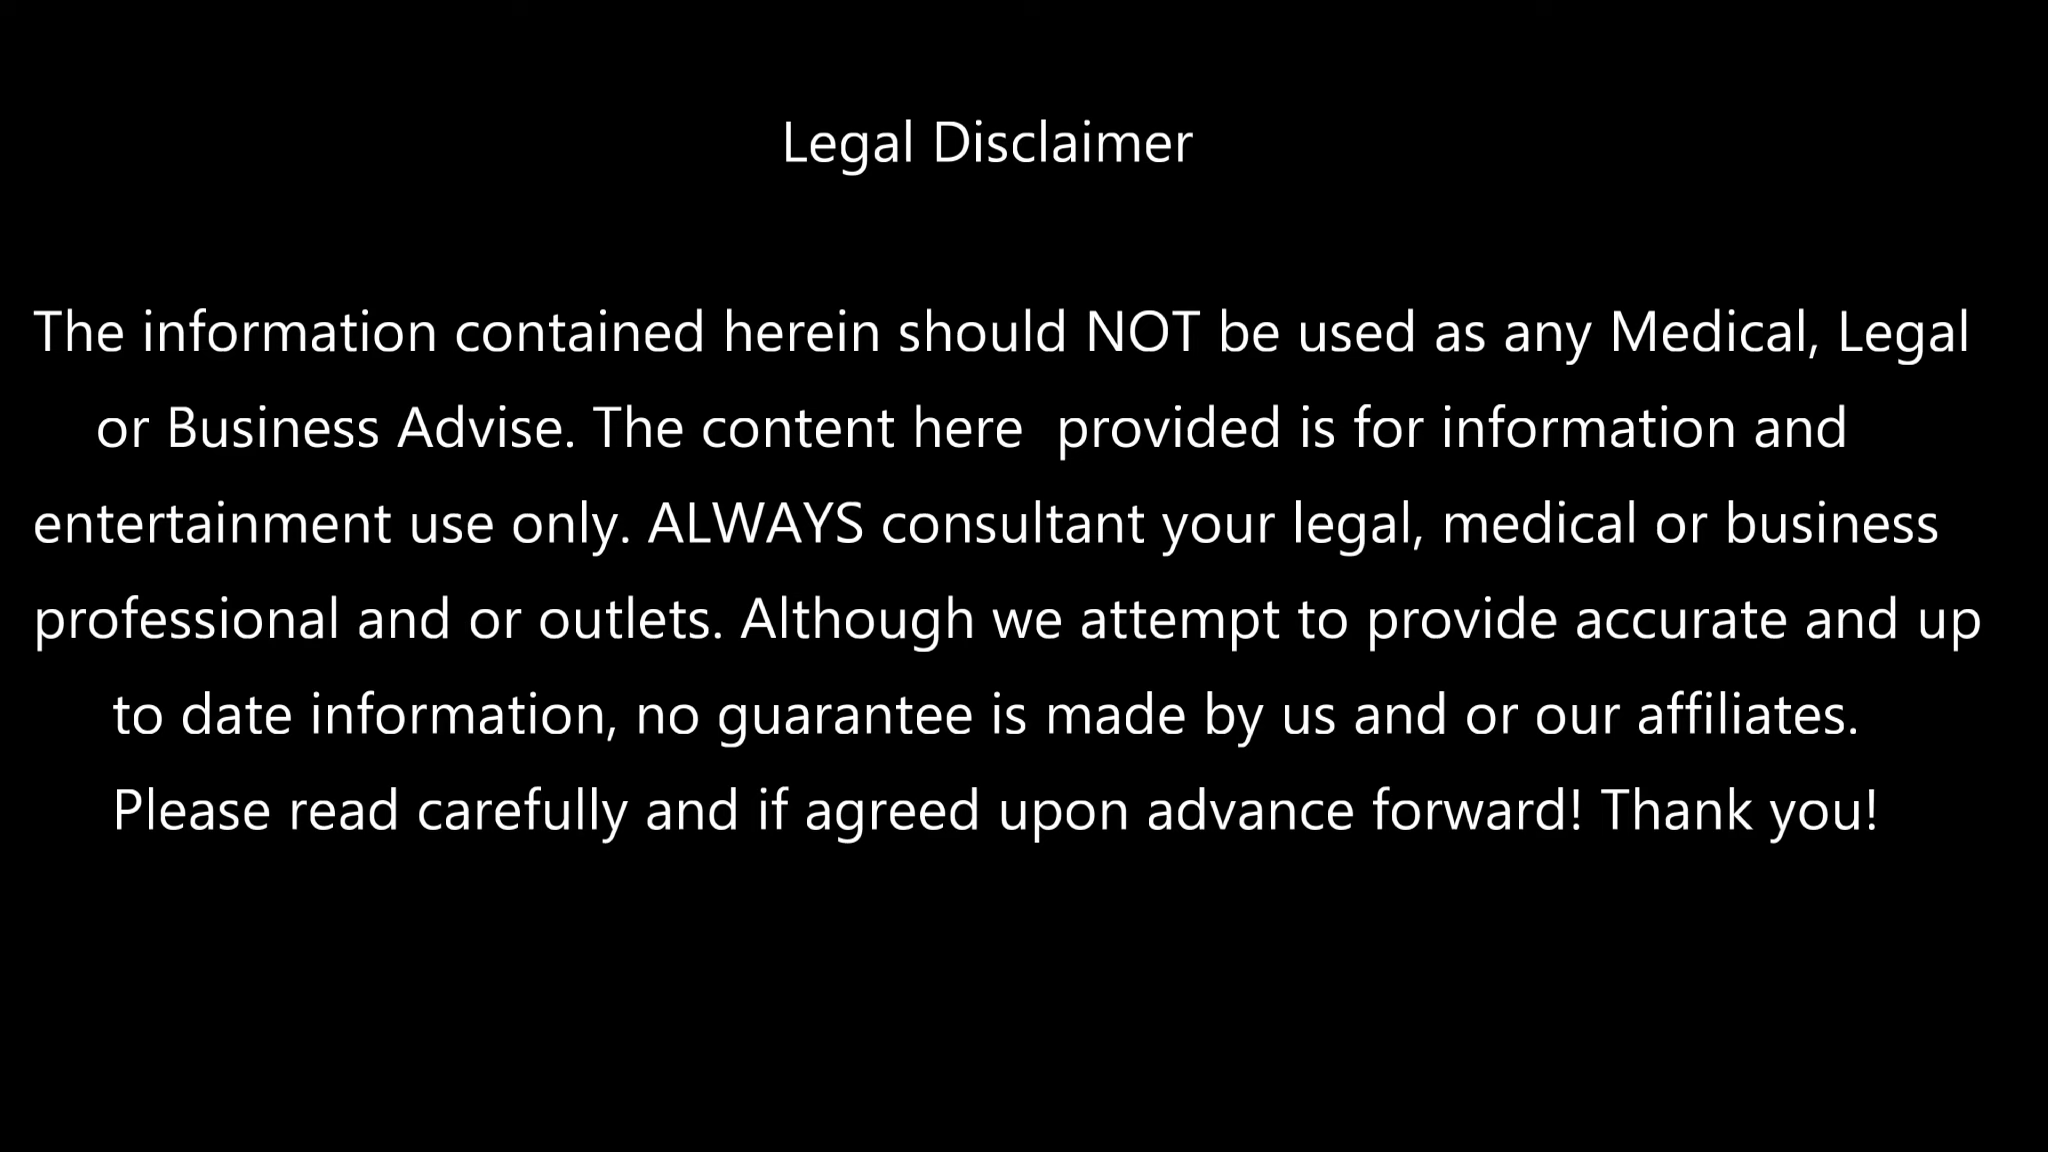 Legal Disclaimer
The information contained herein should NOT be used as any Medical, Legal
or Business Advise. The content here  provided is for information and
entertainment use only. ALWAYS consultant your legal, medical or business
professional and or outlets. Although we attempt to provide accurate and up
to date information, no guarantee is made by us and or our affiliates.
Please read carefully and if agreed upon advance forward! Thank you!